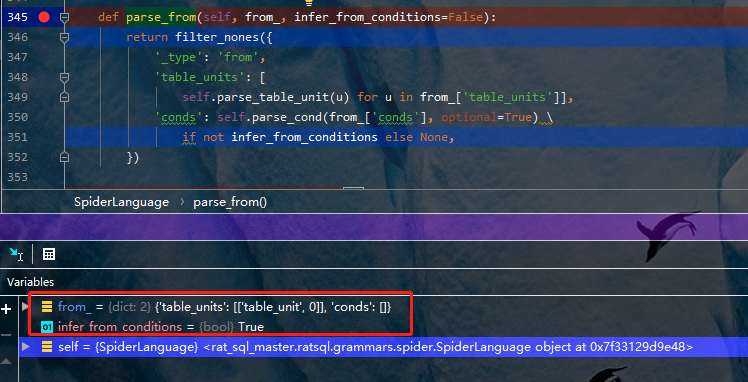 345 def parse_from(self, from_, infer_from_conditions=False):
346 return filter_nones({
347 '_type': 'from',
348 'table_units': [
349 self.parse_table_unit(u) for u in from_['table_units']],
350 'conds': self.parse_cond(from_['conds'], optional=True) \
351 if not infer_from_conditions else None,
352 })
353
SpiderLanguage › parse_from()
Variables
from_ = {dict: 2} {'table_units': [['table_unit', 0]], 'conds': []}
01 infer_from_conditions = {bool} True
self = {SpiderLanguage} <rat_sql_master.ratsql.grammars.spider.SpiderLanguage object at 0x7f33129d9e48>